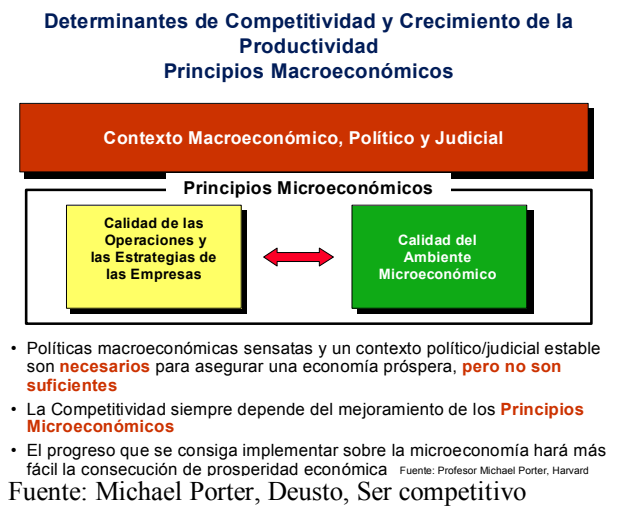 Determinantes de Competitividad y Crecimiento de la
Productividad
Principios Macroeconómicos
Contexto Macroeconómico, Político y Judicial
Principios Microeconómicos
Calidad de las
Operaciones y
las Estrategias de
las Empresas
Calidad del
Ambiente
Microeconómico
• Políticas macroeconómicas sensatas y un contexto político/judicial estable
son necesarios para asegurar una economía próspera, pero no son
suficientes
• La Competitividad siempre depende del mejoramiento de los Principios
Microeconómicos
• El progreso que se consiga implementar sobre la microeconomía hará más
fácil la consecución de prosperidad económica Fuente: Profesor Michael Porter, Harvard
Fuente: Michael Porter, Deusto, Ser competitivo